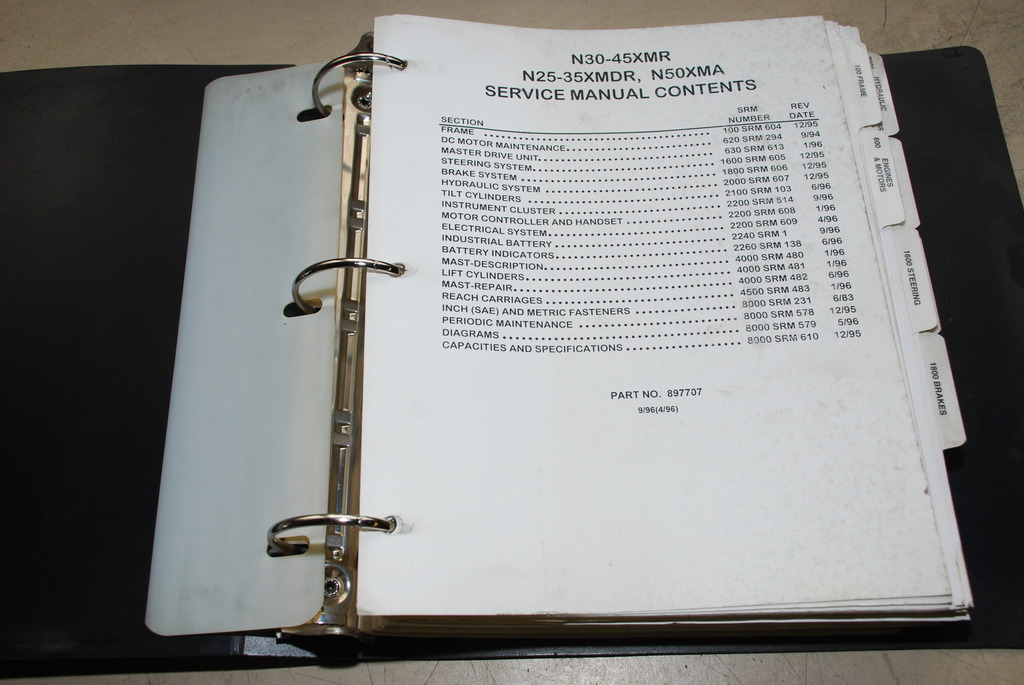 N30-45XMR
N25-35XMDR, N50XMA
SERVICE MANUAL CONTENTS
SECTION SRM NUMBER REV DATE
FRAME 100 SRM 604 12/95
DC MOTOR MAINTENANCE 620 SRM 294 9/94
MASTER DRIVE UNIT 630 SRM 613 1/96
STEERING SYSTEM 1600 SRM 605 12/95
BRAKE SYSTEM 1800 SRM 606 12/95
HYDRAULIC SYSTEM 2000 SRM 607 12/95
TILT CYLINDERS 2100 SRM 103 6/96
INSTRUMENT CLUSTER 2200 SRM 514 9/96
MOTOR CONTROLLER AND HANDSET 2200 SRM 608 1/96
ELECTRICAL SYSTEM 2200 SRM 609 4/96
INDUSTRIAL BATTERY 2240 SRM 1 9/96
BATTERY INDICATORS 2260 SRM 138 6/96
MAST-DESCRIPTION 4000 SRM 480 1/96
LIFT CYLINDERS 4000 SRM 481 1/96
MAST-REPAIR 4000 SRM 482 6/96
REACH CARRIAGES 4500 SRM 483 1/96
INCH (SAE) AND METRIC FASTENERS 8000 SRM 231 6/83
PERIODIC MAINTENANCE 8000 SRM 578 12/95
DIAGRAMS 8000 SRM 579 5/96
CAPACITIES AND SPECIFICATIONS 8000 SRM 610 12/95
PART NO. 897707
9/96(4/96)
100 FRAME
HYDRAULIC
600 ENGINES
& MOTORS
1600 STEERING
1800 BRAKES